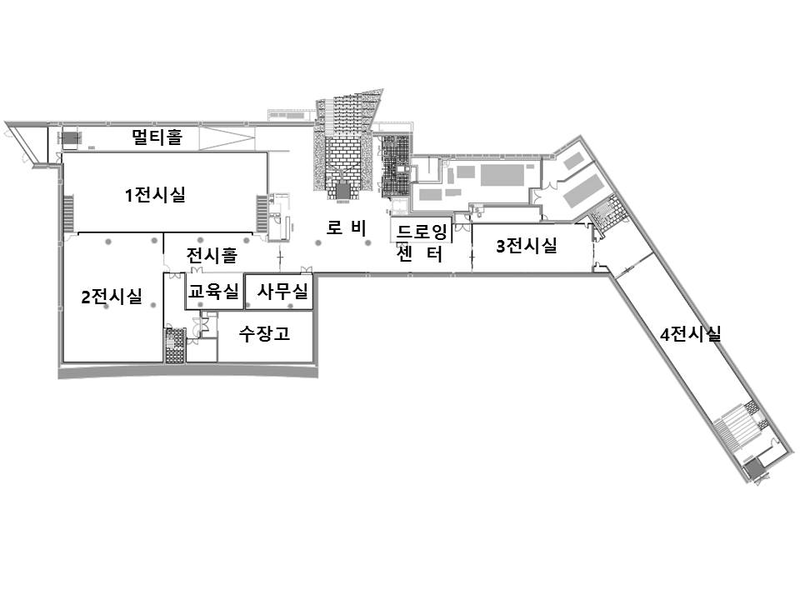 멀티홀
1전시실
로 비
드로잉
센 터
3전시실
전시홀
2전시실
교육실
사무실
수장고
4전시실